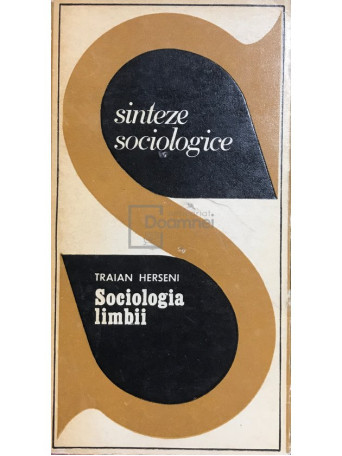 sinteze
sociologice
TRAIAN HERSENI
Sociologia
limbii